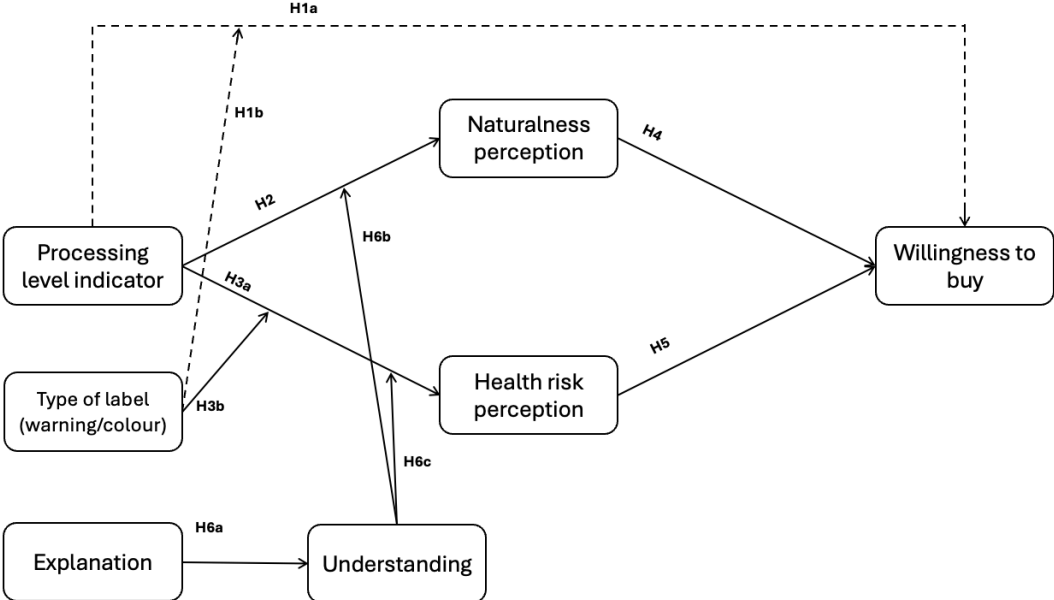 H1a
H1b
Naturalness
perception
H4
H2
H6b
Processing
level indicator
H3a
Willingness to
buy
H5
Type of label
(warning/colour)
H3b
Health risk
perception
H6c
H6a
Explanation
Understanding